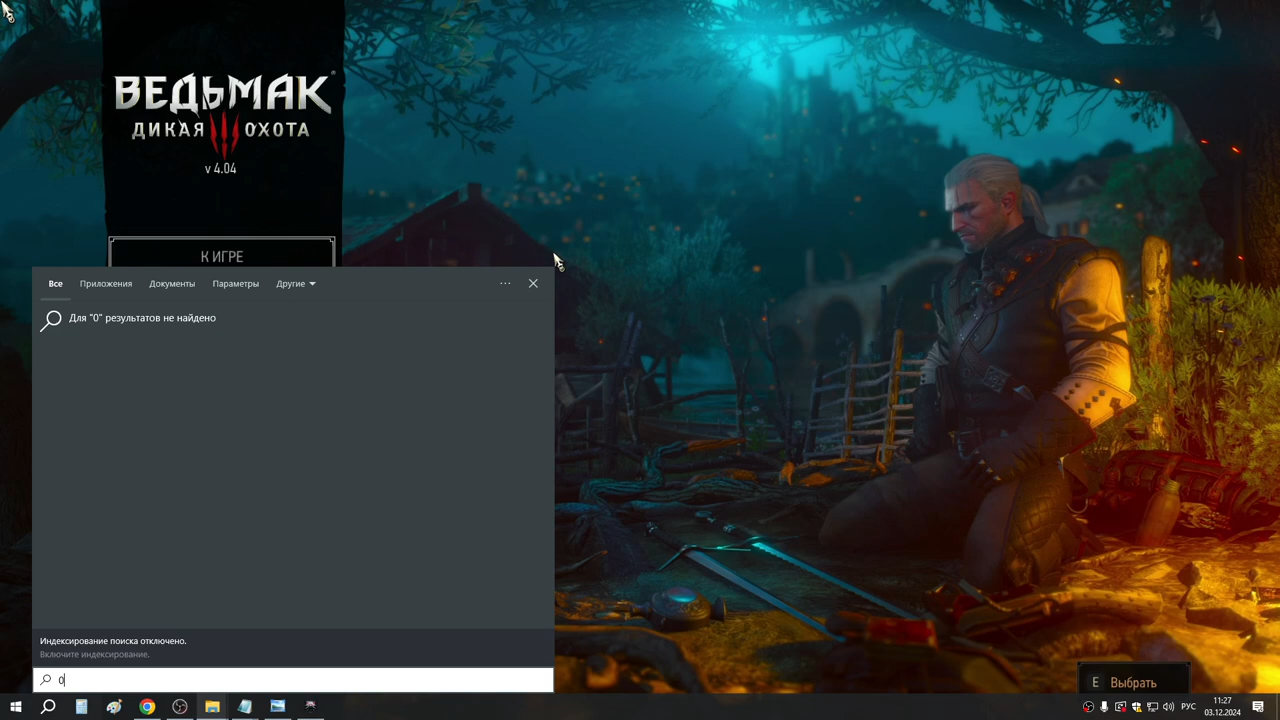 ВЕДЬМАК
ДИКАЯ ОХОТА
v 4.04
К ИГРЕ
Все Приложения Документы Параметры Другие
Для "0" результатов не найдено
Индексирование поиска отключено.
Включите индексирование.
0
E Выбрать
РУС
11:27
03.12.2024